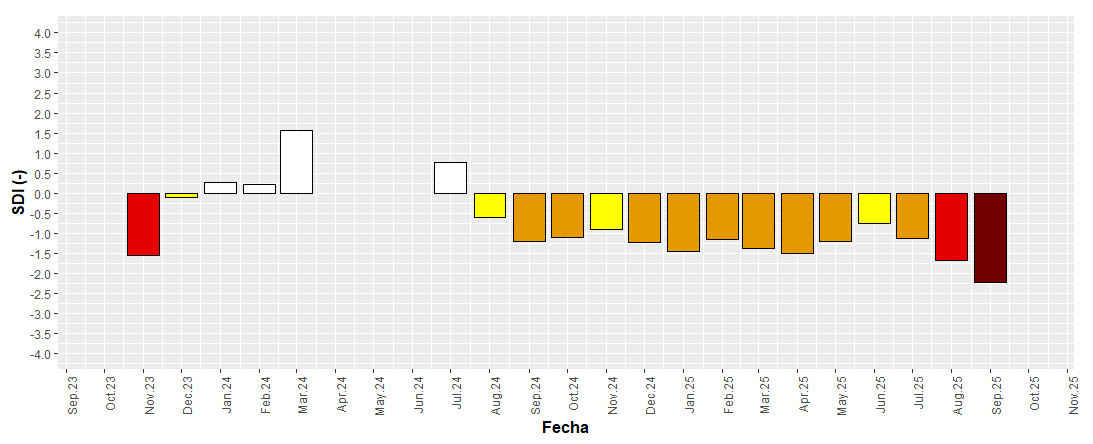 4.0
3.5
3.0
2.5
2.0
1.5
1.0
0.5
0.0
-0.5
-1.0
-1.5
-2.0
-2.5
-3.0
-3.5
-4.0
SDI (-)
Sep.23
Oct.23
Nov.23
Dec.23
Jan.24
Feb.24
Mar.24
Apr.24
May.24
Jun.24
Jul.24
Aug.24
Sep.24
Oct.24
Nov.24
Dec.24
Jan.25
Feb.25
Mar.25
Apr.25
May.25
Jun.25
Jul.25
Aug.25
Sep.25
Oct.25
Nov.25
Fecha